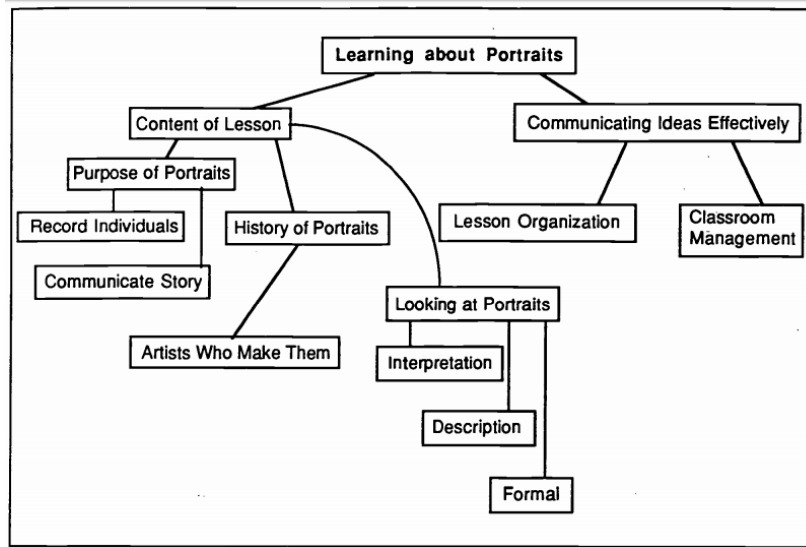 Learning about Portraits
Content of Lesson
Communicating Ideas Effectively
Purpose of Portraits
Record Individuals
History of Portraits
Lesson Organization
Classroom
Management
Communicate Story
Looking at Portraits
Artists Who Make Them
Interpretation
Description
Formal